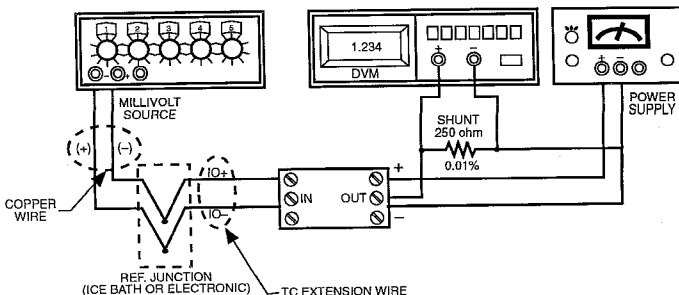 1 2 3 4 5
- +
MILLIVOLT
SOURCE
1.234
DVM
+ -
+ -
POWER
SUPPLY
SHUNT
250 ohm
0.01%
(+) (-)
COPPER
WIRE
iO+
iO-
IN OUT
+
-
REF. JUNCTION
(ICE BATH OR ELECTRONIC)
TC EXTENSION WIRE